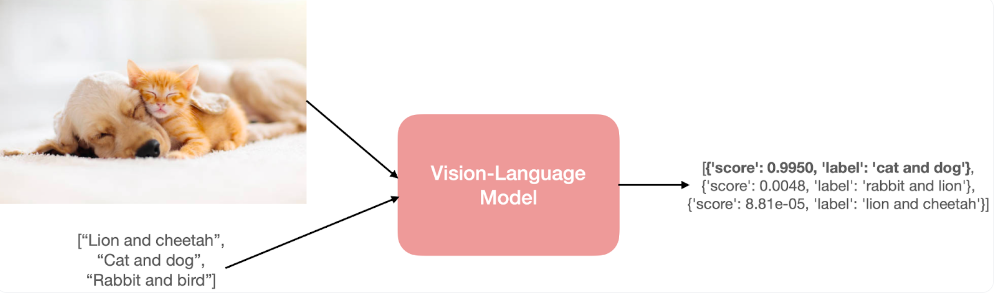 ["Lion and cheetah”,
“Cat and dog”,
“Rabbit and bird”]
Vision-Language
Model
[{'score': 0.9950, 'label': 'cat and dog'},
{'score': 0.0048, 'label': 'rabbit and lion'},
{'score': 8.81e-05, 'label': 'lion and cheetah'}]